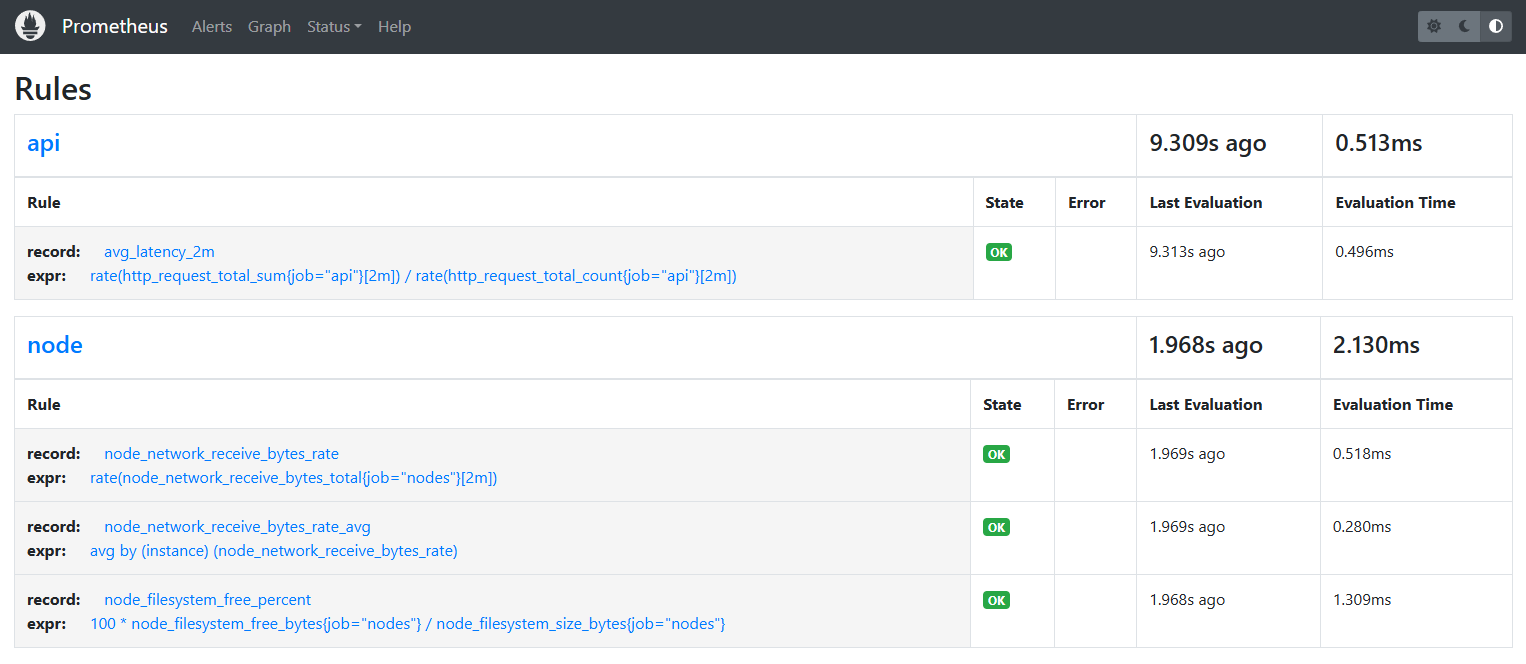 Prometheus Alerts Graph Status Help
Rules
api 9.309s ago 0.513ms
Rule State Error Last Evaluation Evaluation Time
record: avg_latency_2m OK 9.313s ago 0.496ms
expr: rate(http_request_total_sum{job="api"}[2m]) / rate(http_request_total_count{job="api"}[2m])
node 1.968s ago 2.130ms
Rule State Error Last Evaluation Evaluation Time
record: node_network_receive_bytes_rate OK 1.969s ago 0.518ms
expr: rate(node_network_receive_bytes_total{job="nodes"}[2m])
record: node_network_receive_bytes_rate_avg OK 1.969s ago 0.280ms
expr: avg by (instance) (node_network_receive_bytes_rate)
record: node_filesystem_free_percent OK 1.968s ago 1.309ms
expr: 100 * node_filesystem_free_bytes{job="nodes"} / node_filesystem_size_bytes{job="nodes"}